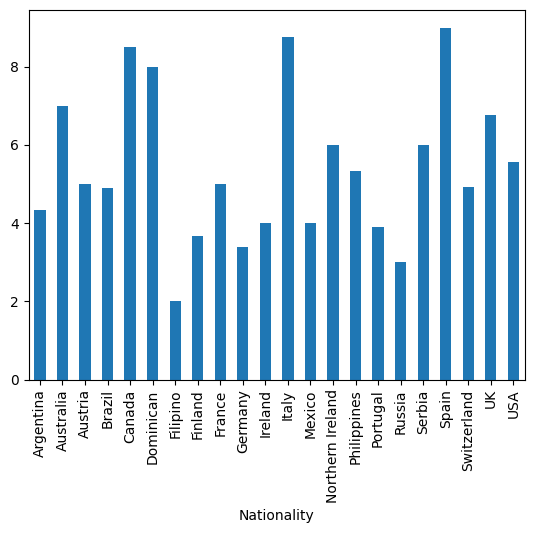 8
6
4
2
0
Argentina
Australia
Austria
Brazil
Canada
Dominican
Filipino
Finland
France
Germany
Ireland
Italy
Mexico
Northern Ireland
Philippines
Portugal
Russia
Serbia
Spain
Switzerland
UK
USA
Nationality